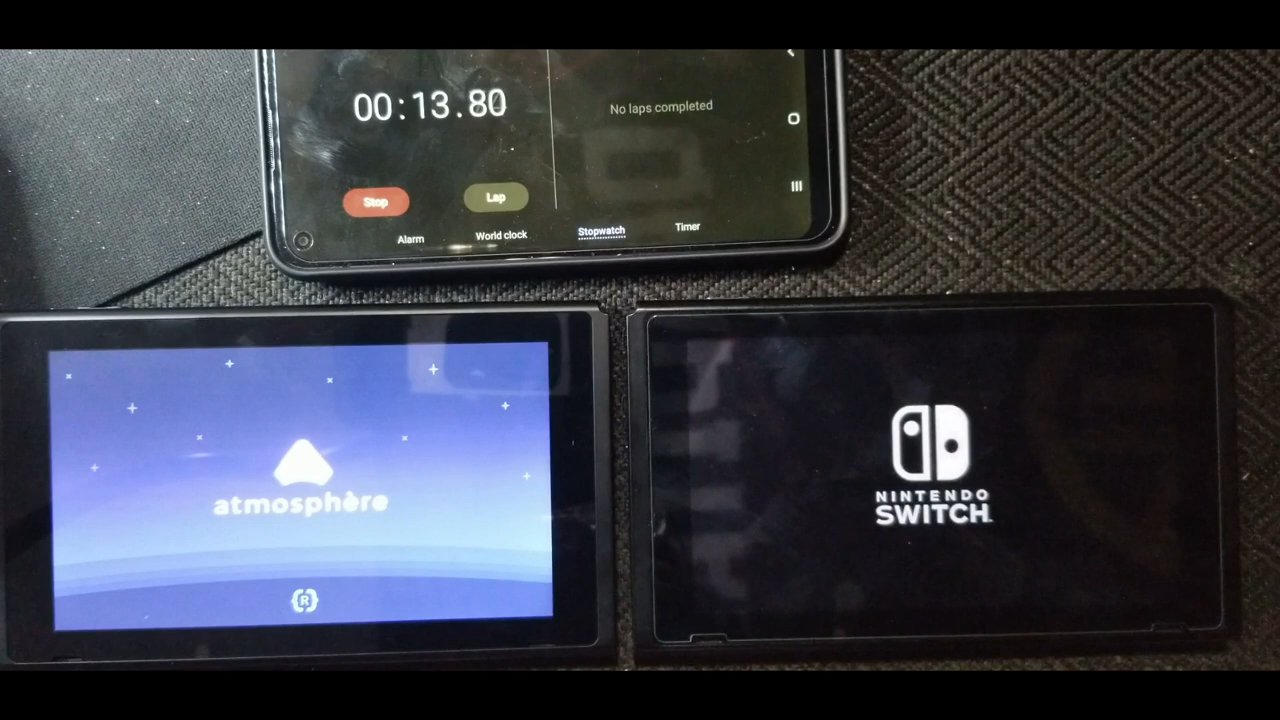 00:13.80
No laps completed
Stop
Lap
Alarm
World clock
Stopwatch
Timer
atmosphère
{R}
NINTENDO
SWITCH